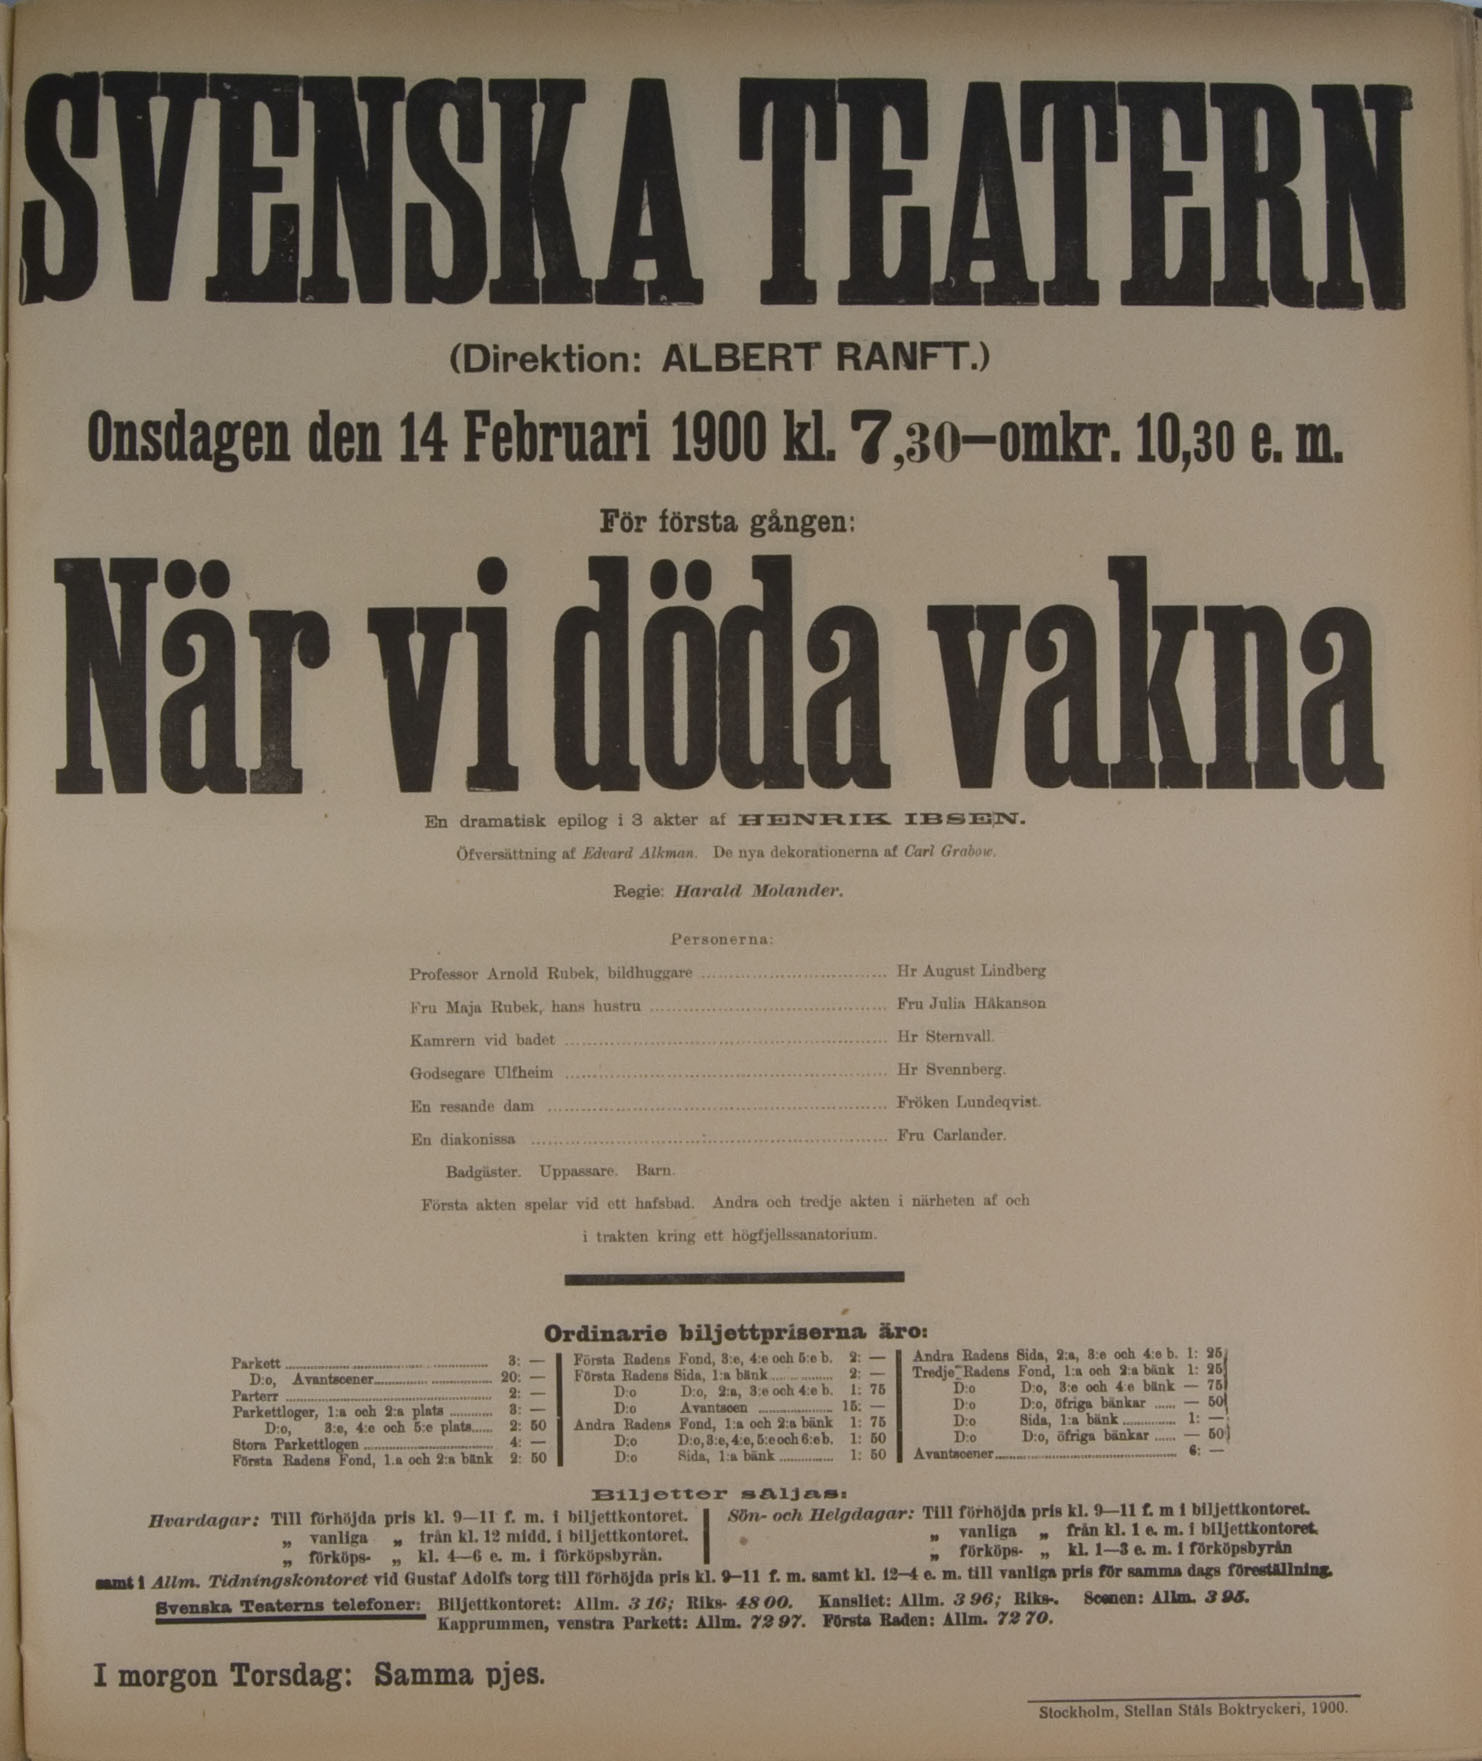 SVENSKA TEATERN
(Direktion: ALBERT RANFT.)
Onsdagen den 14 Februari 1900 kl. 7,30—omkr. 10,30 e. m.
För första gången:
När vi döda vakna
En dramatisk epilog i 3 akter af HENRIK IBSEN.
Öfversättning af Edvard Alkman. De nya dekorationerna af Carl Grabow.
Regie: Harald Molander.
Personerna:
Professor Arnold Rubek, bildhuggare ........ Hr August Lindberg
Fru Maja Rubek, hans hustru ........ Fru Julia Håkanson
Kamrern vid badet ........ Hr Sternvall.
Godsegare Ulfheim ........ Hr Svennberg.
En resande dam ........ Fröken Lundeqvist.
En diakonissa ........ Fru Carlander.
Badgäster. Uppassare. Barn.
Första akten spelar vid ett hafsbad. Andra och tredje akten i närheten af och
i trakten kring ett högfjellssanatorium.
Ordinarie biljettpriserna äro:
Parkett ........ 3: —
D:o, Avantscener ........ 20: —
Parterr ........ 2: —
Parkettloger, 1:a och 2:a plats ........ 3: —
D:o, 3:e, 4:e och 5:e plats ...... 2: 50
Stora Parkettlogen ........ 4: —
Första Radens Fond, 1.a och 2:a bänk 2: 50
Första Radens Fond, 3:e, 4:e och 5:e b. 2: —
Första Radens Sida, 1:a bänk ........ 2: —
D:o D:o, 2:a, 3:e och 4:e b. 1: 75
D:o Avantscen ........ 15: —
Andra Radens Fond, 1:a och 2:a bänk 1: 75
D:o D:o, 3:e, 4:e, 5:e och 6:e b. 1: 50
D:o Sida, 1:a bänk ........ 1: 50
Andra Radens Sida, 2:a, 3:e och 4:e b. 1: 25
Tredje Radens Fond, 1:a och 2:a bänk 1: 25
D:o D:o, 3:e och 4:e bänk — 75
D:o D:o, öfriga bänkar ...... — 50
D:o Sida, 1:a bänk ........ 1: —
D:o D:o, öfriga bänkar ...... — 50
Avantscener ........ 6: —
Biljetter säljas:
Hvardagar: Till förhöjda pris kl. 9—11 f. m. i biljettkontoret.
„ vanliga „ från kl. 12 midd. i biljettkontoret.
„ förköps- „ kl. 4—6 e. m. i förköpsbyrån.
Sön- och Helgdagar: Till förhöjda pris kl. 9—11 f. m i biljettkontoret.
„ vanliga „ från kl. 1 e. m. i biljettkontoret.
„ förköps- „ kl. 1—3 e. m. i förköpsbyrån
samt i Allm. Tidningskontoret vid Gustaf Adolfs torg till förhöjda pris kl. 9—11 f. m. samt kl. 12—4 e. m. till vanliga pris för samma dags föreställning.
Svenska Teaterns telefoner: Biljettkontoret: Allm. 3 16; Riks- 48 00. Kansliet: Allm. 3 96; Riks-. Scenen: Allm. 3 95.
Kapprummen, venstra Parkett: Allm. 72 97. Första Raden: Allm. 72 70.
I morgon Torsdag: Samma pjes.
Stockholm, Stellan Ståls Boktryckeri, 1900.